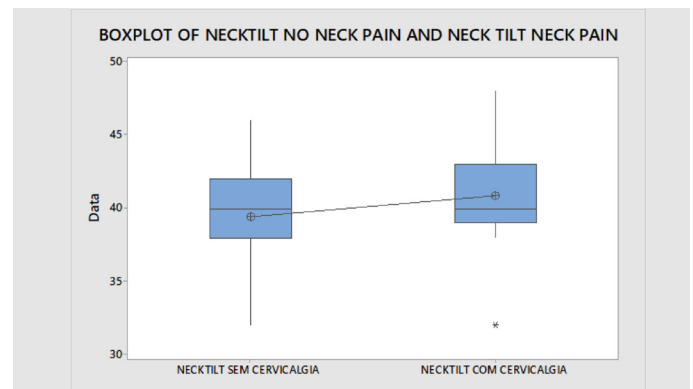 BOXPLOT OF NECKTILT NO NECK PAIN AND NECK TILT NECK PAIN
50
45
40
35
30
Data
NECKTILT SEM CERVICALGIA NECKTILT COM CERVICALGIA